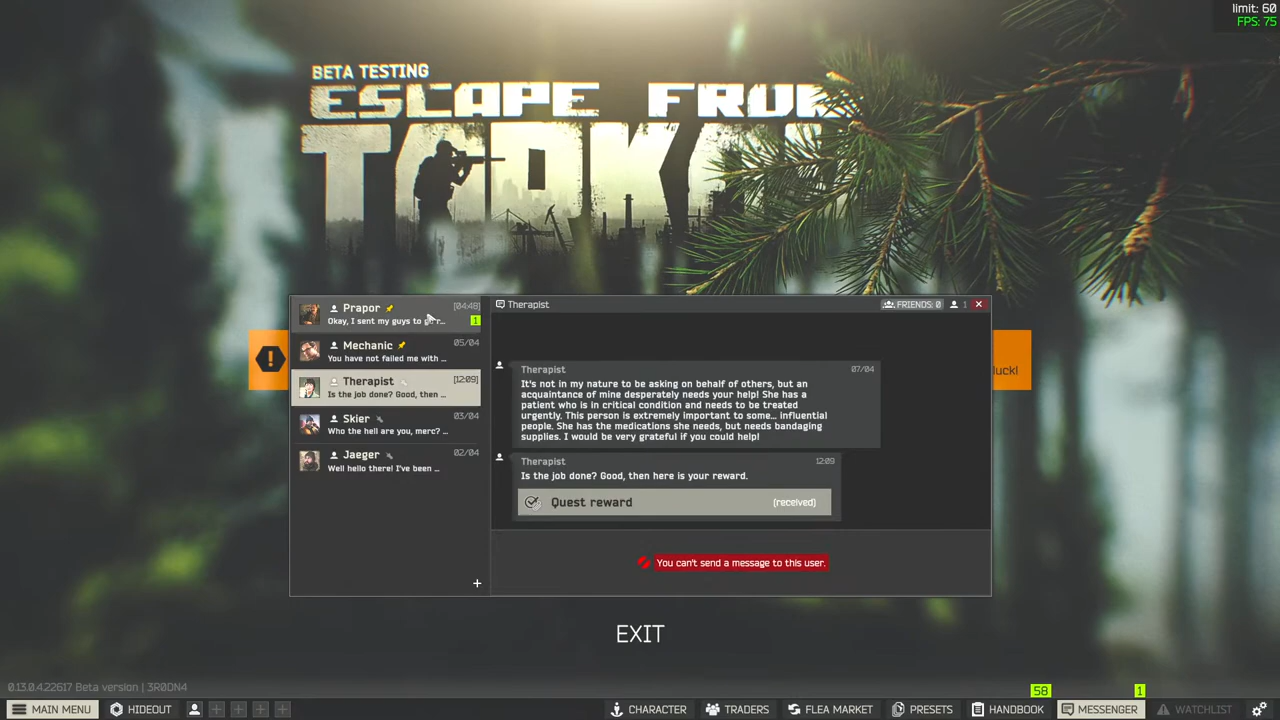 limit: 60
FPS: 75
BETA TESTING
ESCAPE FROM
TARKOV
Prapor
[04:48]
Okay, I sent my guys to
1
Mechanic
05/04
You have not failed me with ...
Therapist
[12:09]
Is the job done? Good, then ...
Skier
03/04
Who the hell are you, merc? ...
Jaeger
02/04
Well hello there! I've been ...
+
Therapist
FRIENDS: 0
1
Therapist
07/04
It's not in my nature to be asking on behalf of others, but an
acquaintance of mine desperately needs your help! She has a
patient who is in critical condition and needs to be treated
urgently. This person is extremely important to some... influential
people. She has the medications she needs, but needs bandaging
supplies. I would be very grateful if you could help!
Therapist
12:09
Is the job done? Good, then here is your reward.
Quest reward
(received)
You can't send a message to this user.
luck!
EXIT
0.13.0.4.22617 Beta version | 3R0DN4
58
1
MAIN MENU
HIDEOUT
CHARACTER
TRADERS
FLEA MARKET
PRESETS
HANDBOOK
MESSENGER
WATCHLIST